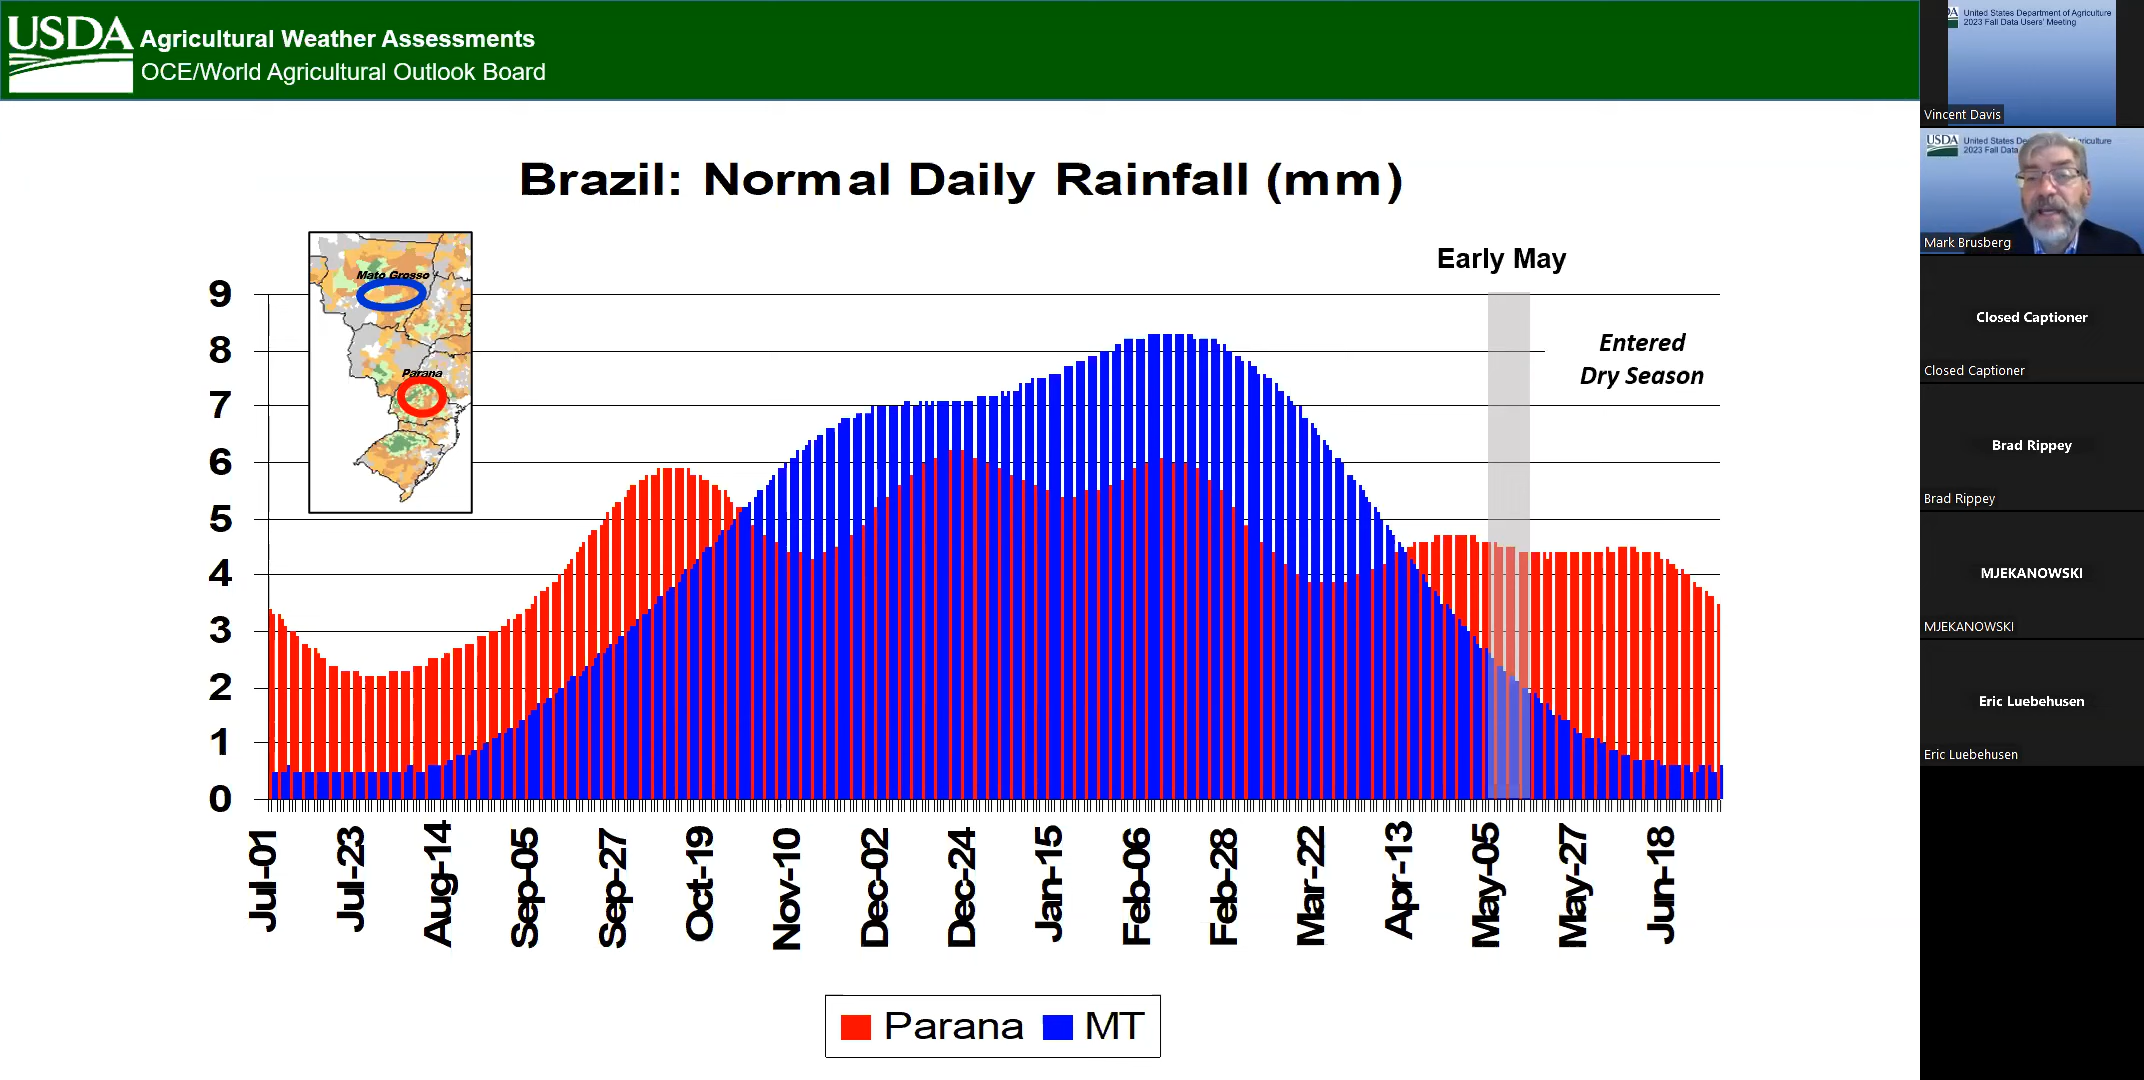 USDA
Agricultural Weather Assessments
OCE/World Agricultural Outlook Board
Brazil: Normal Daily Rainfall (mm)
Mato Grosso
Parana
Early May
Entered
Dry Season
9
8
7
6
5
4
3
2
1
0
Jul-01
Jul-23
Aug-14
Sep-05
Sep-27
Oct-19
Nov-10
Dec-02
Dec-24
Jan-15
Feb-06
Feb-28
Mar-22
Apr-13
May-05
May-27
Jun-18
Parana
MT
United States Department of Agriculture
2023 Fall Data Users' Meeting
Vincent Davis
USDA
United States
2023 Fall Data
Mark Brusberg
Closed Captioner
Closed Captioner
Brad Rippey
Brad Rippey
MJEKANOWSKI
MJEKANOWSKI
Eric Luebehusen
Eric Luebehusen